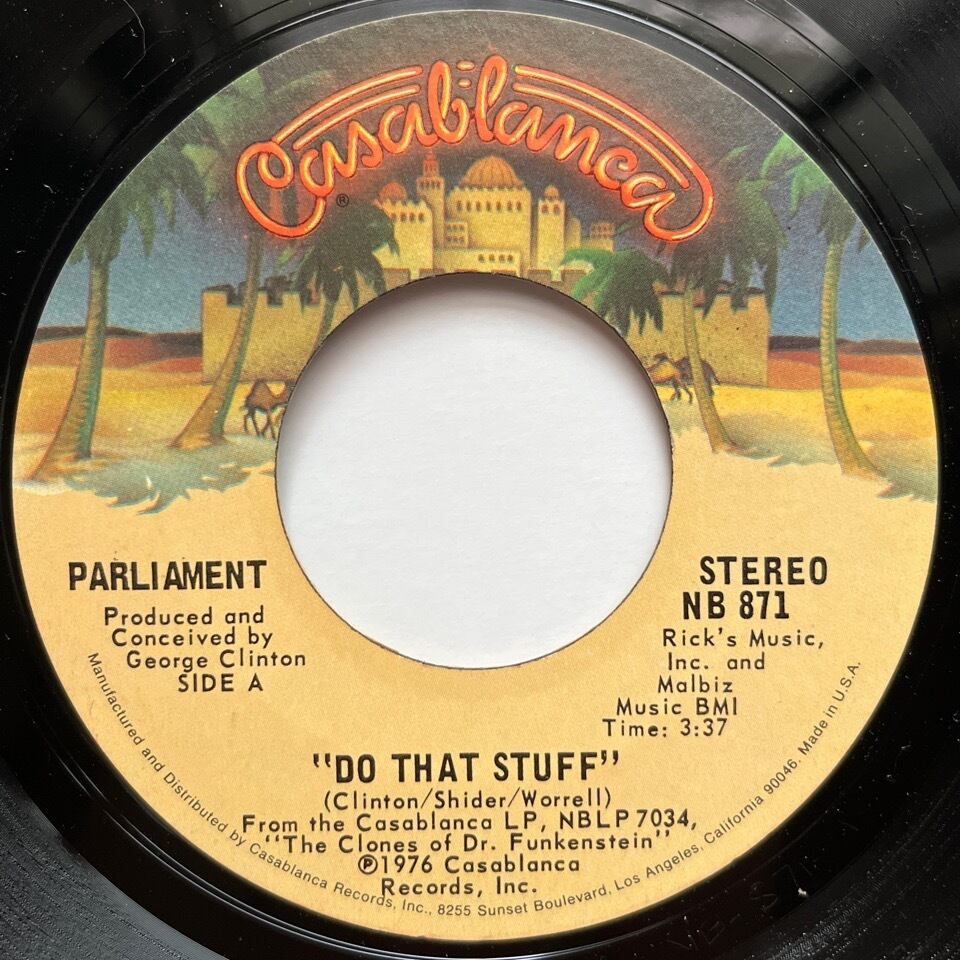 Casablanca
®
PARLIAMENT
Produced and
Conceived by
George Clinton
SIDE A
STEREO
NB 871
Rick's Music,
Inc. and
Malbiz
Music BMI
Time: 3:37
"DO THAT STUFF"
(Clinton/Shider/Worrell)
From the Casablanca LP, NBLP 7034,
"The Clones of Dr. Funkenstein"
℗1976 Casablanca
Records, Inc.
Manufactured and Distributed by Casablanca Records, Inc., 8255 Sunset Boulevard, Los Angeles, California 90046. Made in U.S.A.